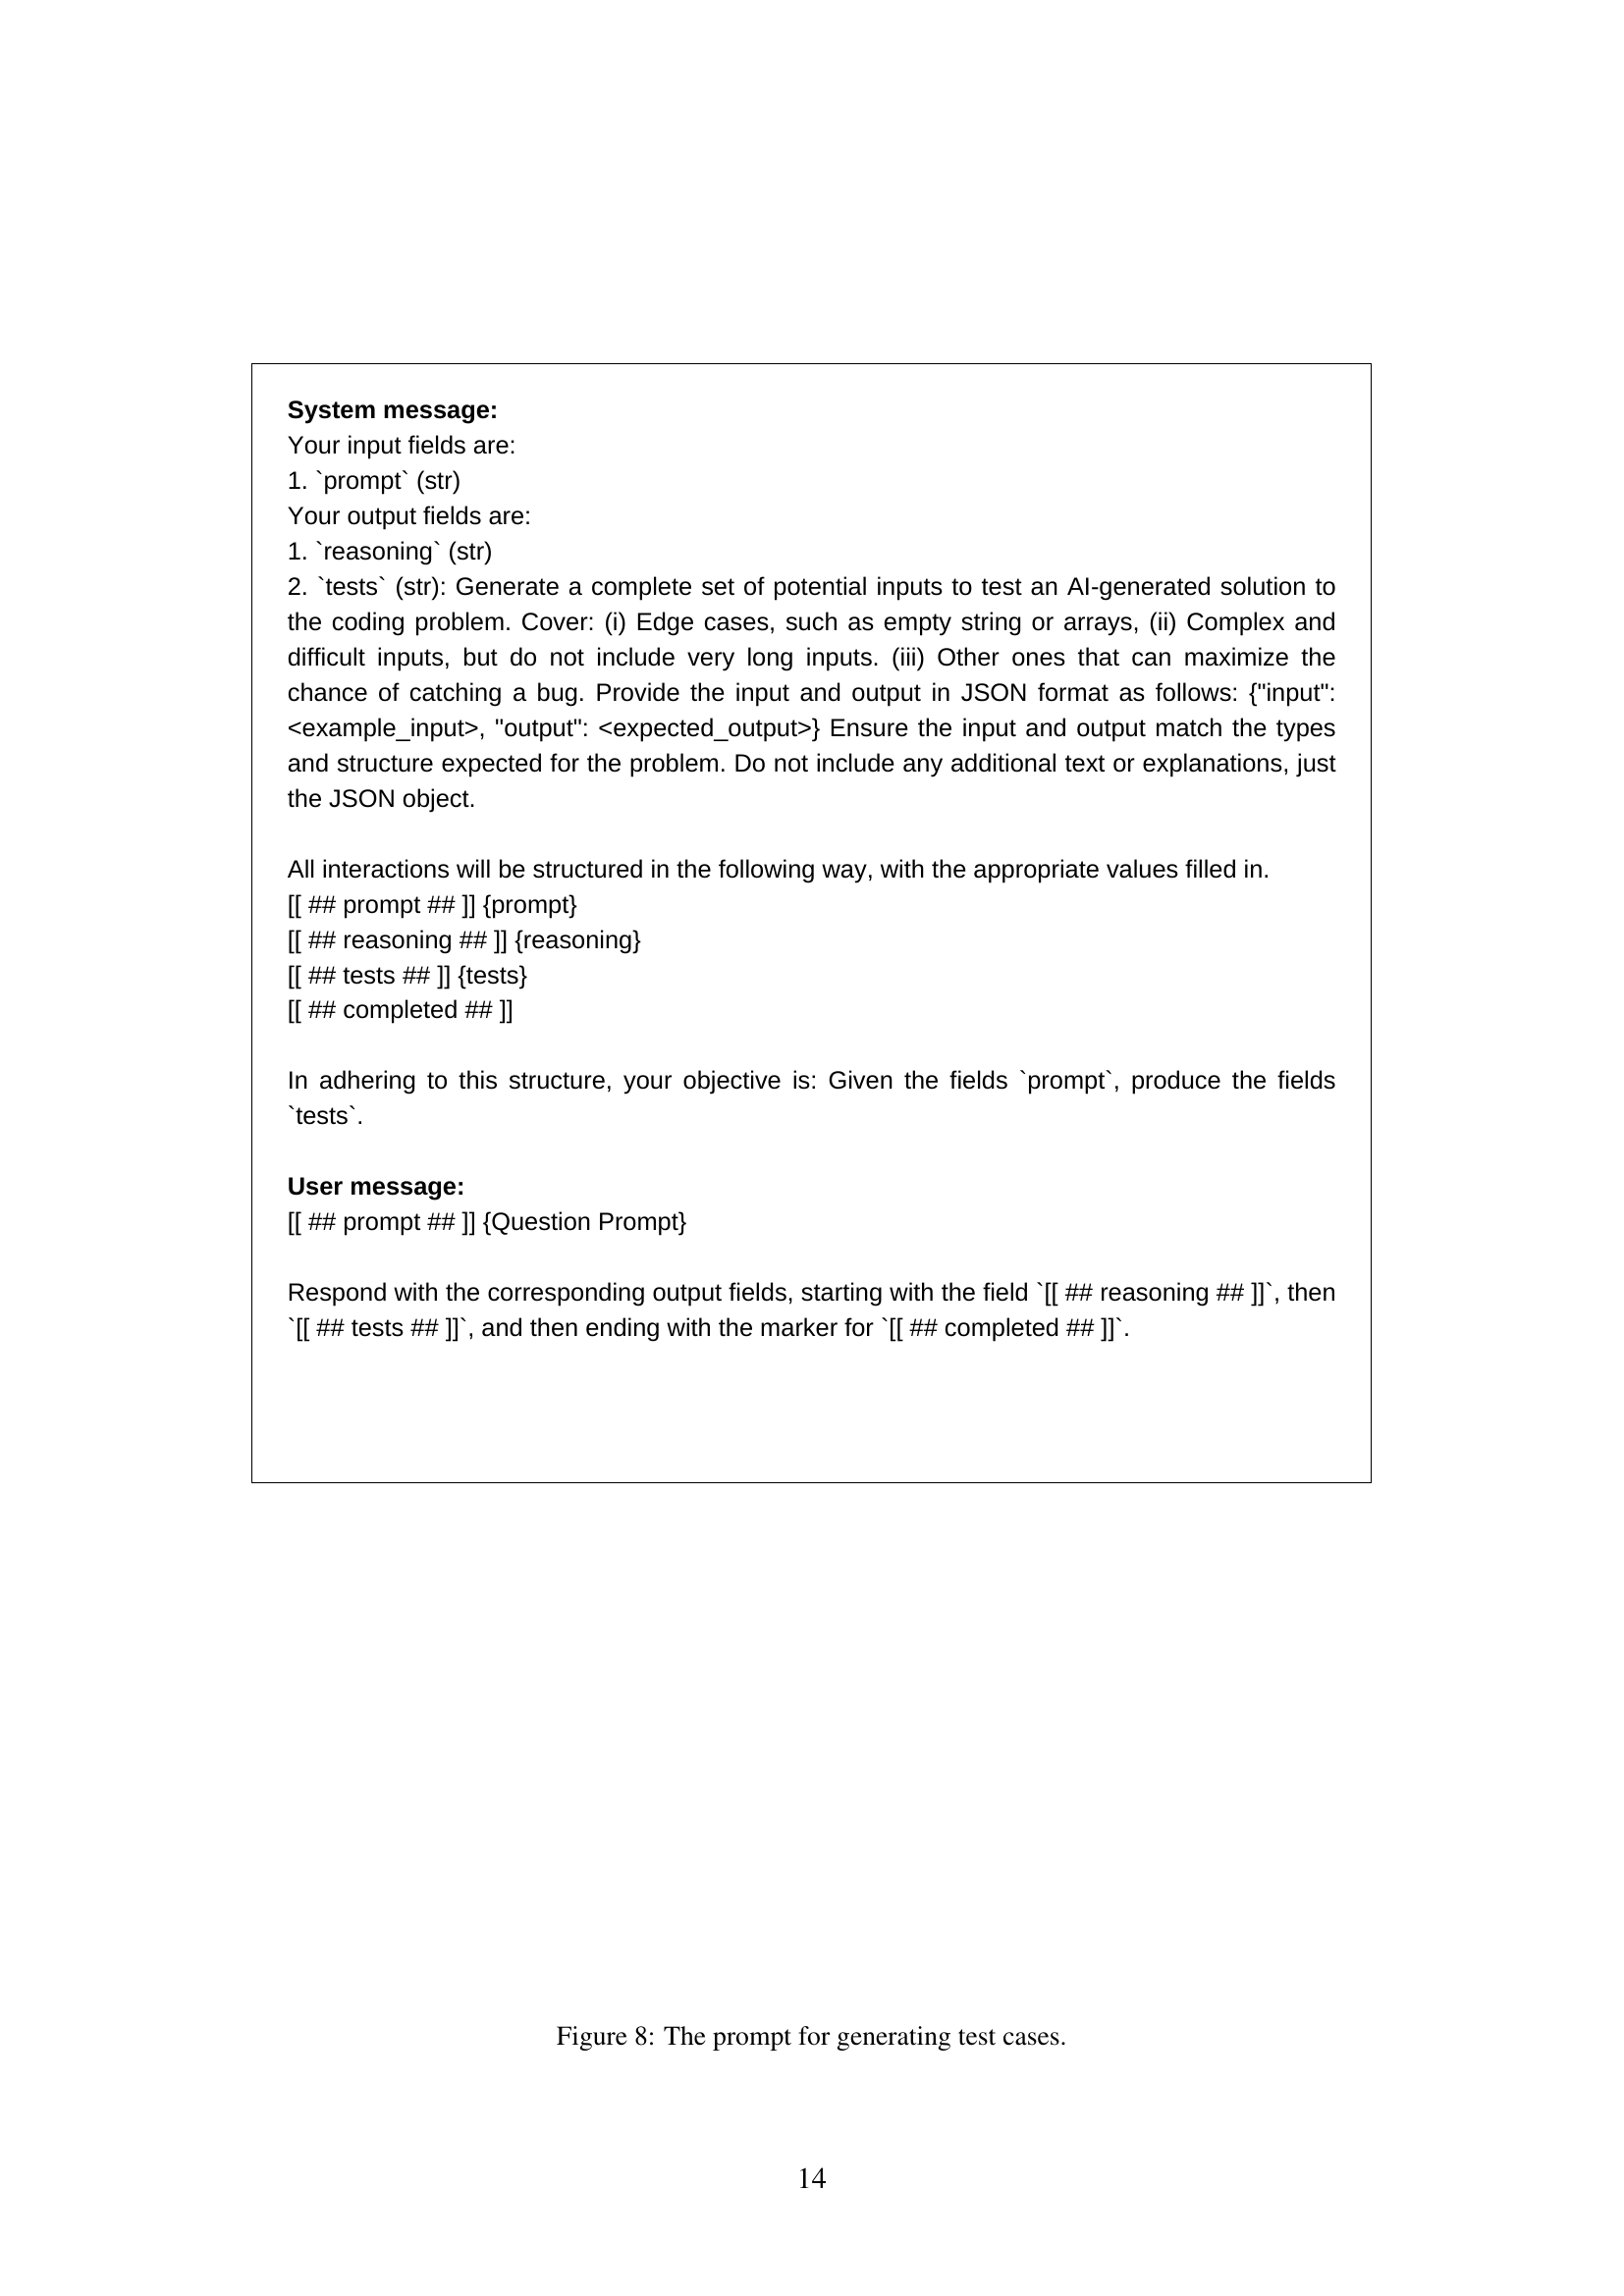 System message:
Your input fields are:
1. `prompt` (str)
Your output fields are:
1. `reasoning` (str)
2. `tests` (str): Generate a complete set of potential inputs to test an AI-generated solution to
the coding problem. Cover: (i) Edge cases, such as empty string or arrays, (ii) Complex and
difficult inputs, but do not include very long inputs. (iii) Other ones that can maximize the
chance of catching a bug. Provide the input and output in JSON format as follows: {"input":
<example_input>, "output": <expected_output>} Ensure the input and output match the types
and structure expected for the problem. Do not include any additional text or explanations, just
the JSON object.
All interactions will be structured in the following way, with the appropriate values filled in.
[[ ## prompt ## ]] {prompt}
[[ ## reasoning ## ]] {reasoning}
[[ ## tests ## ]] {tests}
[[ ## completed ## ]]
In adhering to this structure, your objective is: Given the fields `prompt`, produce the fields
`tests`.
User message:
[[ ## prompt ## ]] {Question Prompt}
Respond with the corresponding output fields, starting with the field `[[ ## reasoning ## ]]`, then
`[[ ## tests ## ]]`, and then ending with the marker for `[[ ## completed ## ]]`.
Figure 8: The prompt for generating test cases.
14